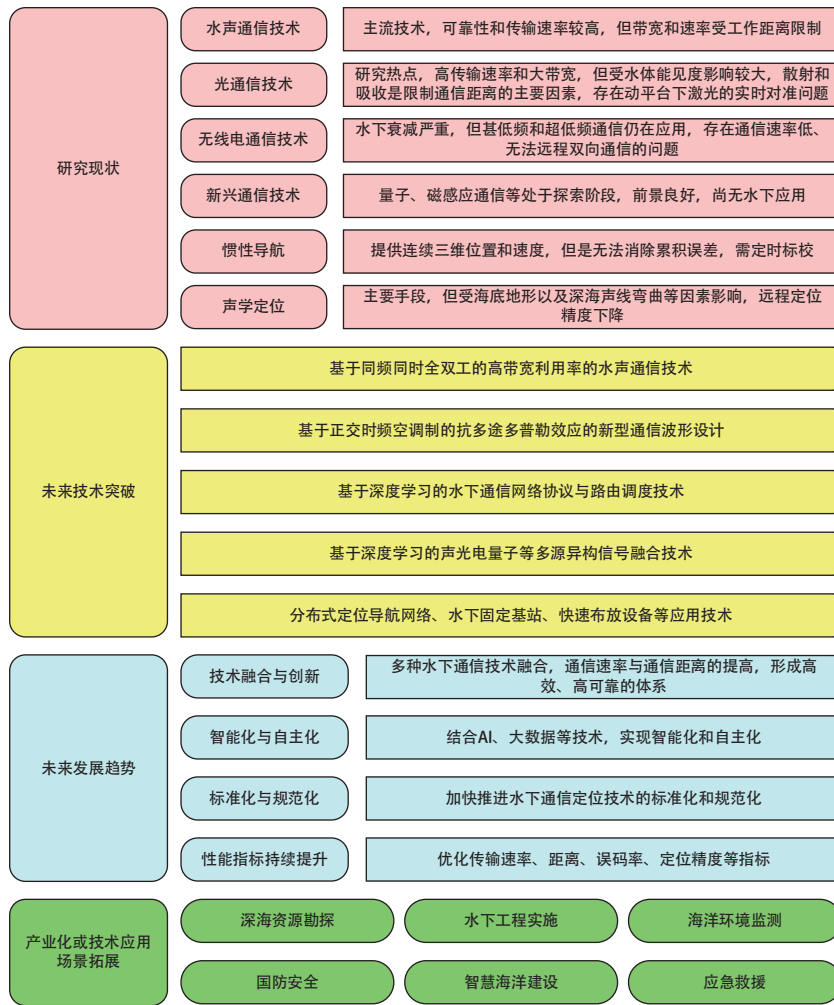 研究现状
水声通信技术
主流技术，可靠性和传输速率较高，但带宽和速率受工作距离限制
光通信技术
研究热点，高传输速率和大带宽，但受水体能见度影响较大，散射和
吸收是限制通信距离的主要因素，存在动平台下激光的实时对准问题
无线电通信技术
水下衰减严重，但甚低频和超低频通信仍在应用，存在通信速率低、
无法远程双向通信的问题
新兴通信技术
量子、磁感应通信等处于探索阶段，前景良好，尚无水下应用
惯性导航
提供连续三维位置和速度，但是无法消除累积误差，需定时标校
声学定位
主要手段，但受海底地形以及深海声线弯曲等因素影响，远程定位
精度下降
未来技术突破
基于同频同时全双工的高带宽利用率的水声通信技术
基于正交时频空调制的抗多途多普勒效应的新型通信波形设计
基于深度学习的水下通信网络协议与路由调度技术
基于深度学习的声光电量子等多源异构信号融合技术
分布式定位导航网络、水下固定基站、快速布放设备等应用技术
未来发展趋势
技术融合与创新
多种水下通信技术融合，通信速率与通信距离的提高，形成高
效、高可靠的体系
智能化与自主化
结合AI、大数据等技术，实现智能化和自主化
标准化与规范化
加快推进水下通信定位技术的标准化和规范化
性能指标持续提升
优化传输速率、距离、误码率、定位精度等指标
产业化或技术应用
场景拓展
深海资源勘探
水下工程实施
海洋环境监测
国防安全
智慧海洋建设
应急救援